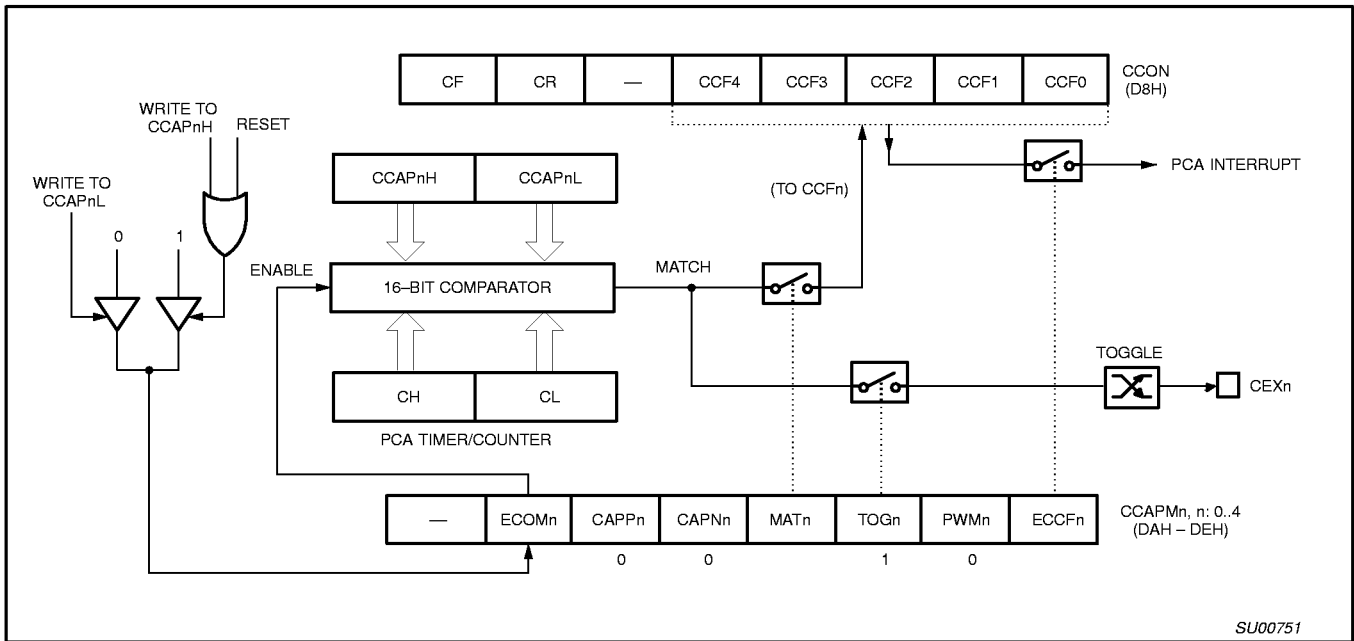 CF CR — CCF4 CCF3 CCF2 CCF1 CCF0
CCON
(D8H)
WRITE TO
CCAPnH
RESET
WRITE TO
CCAPnL
0 1
CCAPnH CCAPnL
(TO CCFn)
PCA INTERRUPT
ENABLE
16–BIT COMPARATOR
MATCH
TOGGLE
CH CL
CEXn
PCA TIMER/COUNTER
— ECOMn CAPPn CAPNn MATn TOGn PWMn ECCFn
CCAPMn, n: 0..4
(DAH – DEH)
0 0 1 0
SU00751